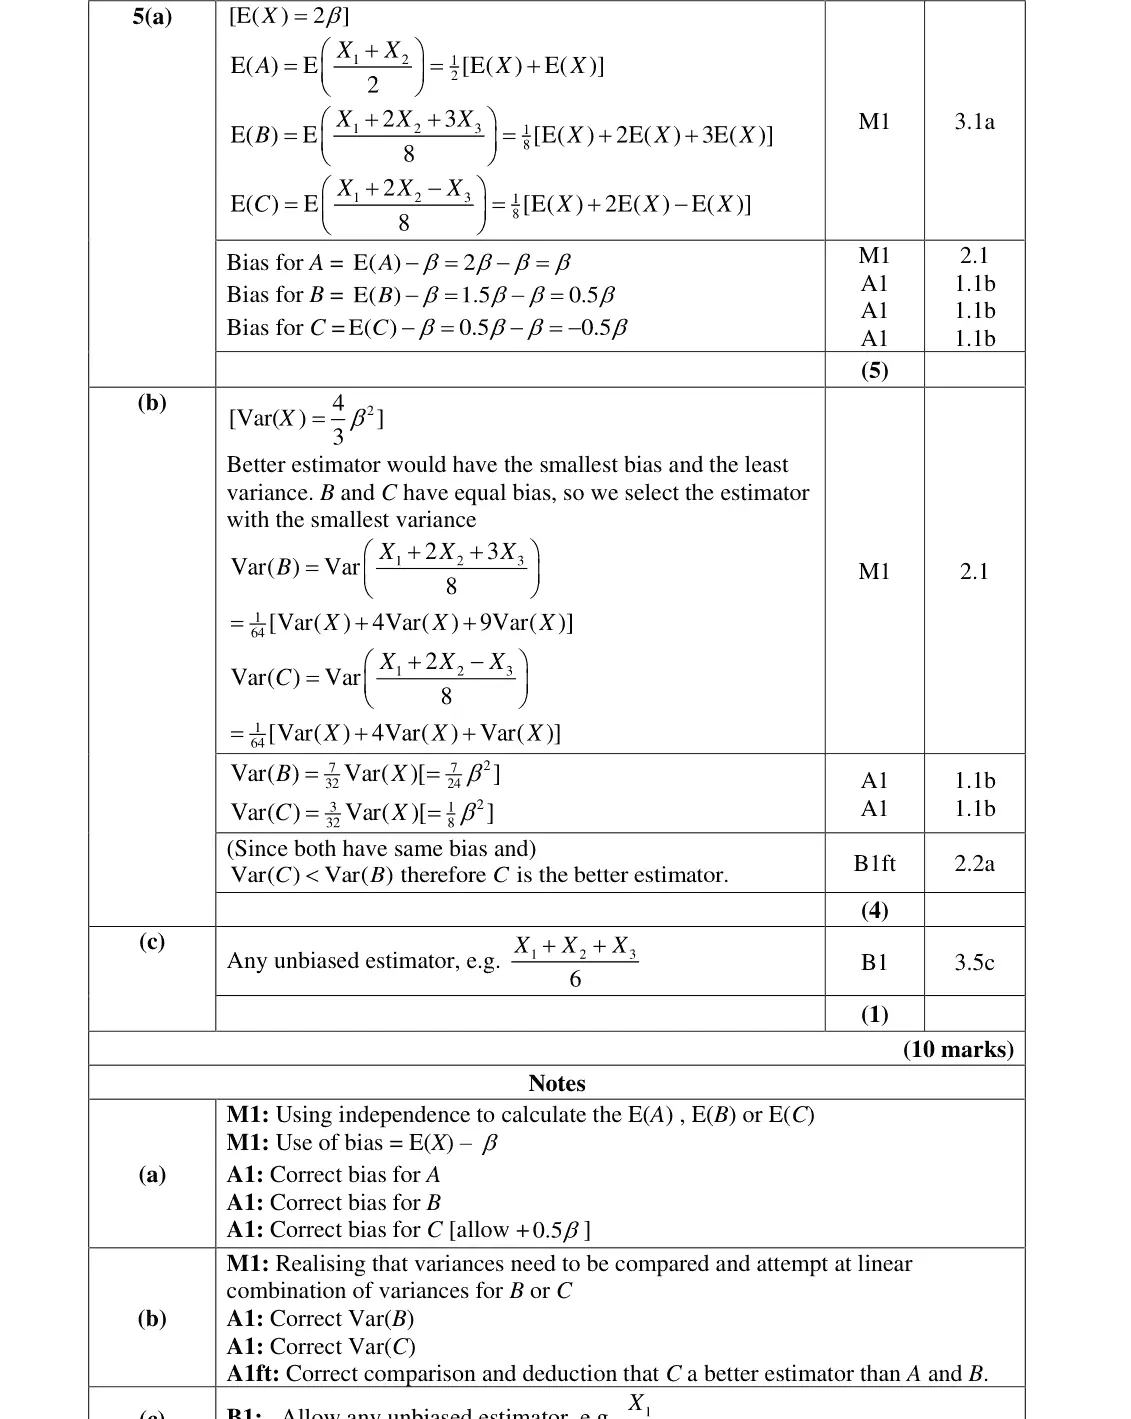 5(a)
[E(X) = 2β]
E(A) = E((X₁ + X₂)/2) = ½[E(X) + E(X)]
E(B) = E((X₁ + 2X₂ + 3X₃)/8) = ⅛[E(X) + 2E(X) + 3E(X)]
E(C) = E((X₁ + 2X₂ − X₃)/8) = ⅛[E(X) + 2E(X) − E(X)]
M1 3.1a
Bias for A = E(A) − β = 2β − β = β
Bias for B = E(B) − β = 1.5β − β = 0.5β
Bias for C = E(C) − β = 0.5β − β = −0.5β
M1 2.1
A1 1.1b
A1 1.1b
A1 1.1b
(5)
(b)
[Var(X) = 4/3 β²]
Better estimator would have the smallest bias and the least
variance. B and C have equal bias, so we select the estimator
with the smallest variance
Var(B) = Var((X₁ + 2X₂ + 3X₃)/8)
= 1/64 [Var(X) + 4Var(X) + 9Var(X)]
Var(C) = Var((X₁ + 2X₂ − X₃)/8)
= 1/64 [Var(X) + 4Var(X) + Var(X)]
M1 2.1
Var(B) = 7/32 Var(X)[= 7/24 β²]
Var(C) = 3/32 Var(X)[= 1/8 β²]
A1 1.1b
A1 1.1b
(Since both have same bias and)
Var(C) < Var(B) therefore C is the better estimator.
B1ft 2.2a
(4)
(c)
Any unbiased estimator, e.g. (X₁ + X₂ + X₃)/6
B1 3.5c
(1)
(10 marks)
Notes
(a)
M1: Using independence to calculate the E(A) , E(B) or E(C)
M1: Use of bias = E(X) – β
A1: Correct bias for A
A1: Correct bias for B
A1: Correct bias for C [allow +0.5β ]
(b)
M1: Realising that variances need to be compared and attempt at linear
combination of variances for B or C
A1: Correct Var(B)
A1: Correct Var(C)
A1ft: Correct comparison and deduction that C a better estimator than A and B.
(c)
B1: Allow any unbiased estimator, e.g. X₁